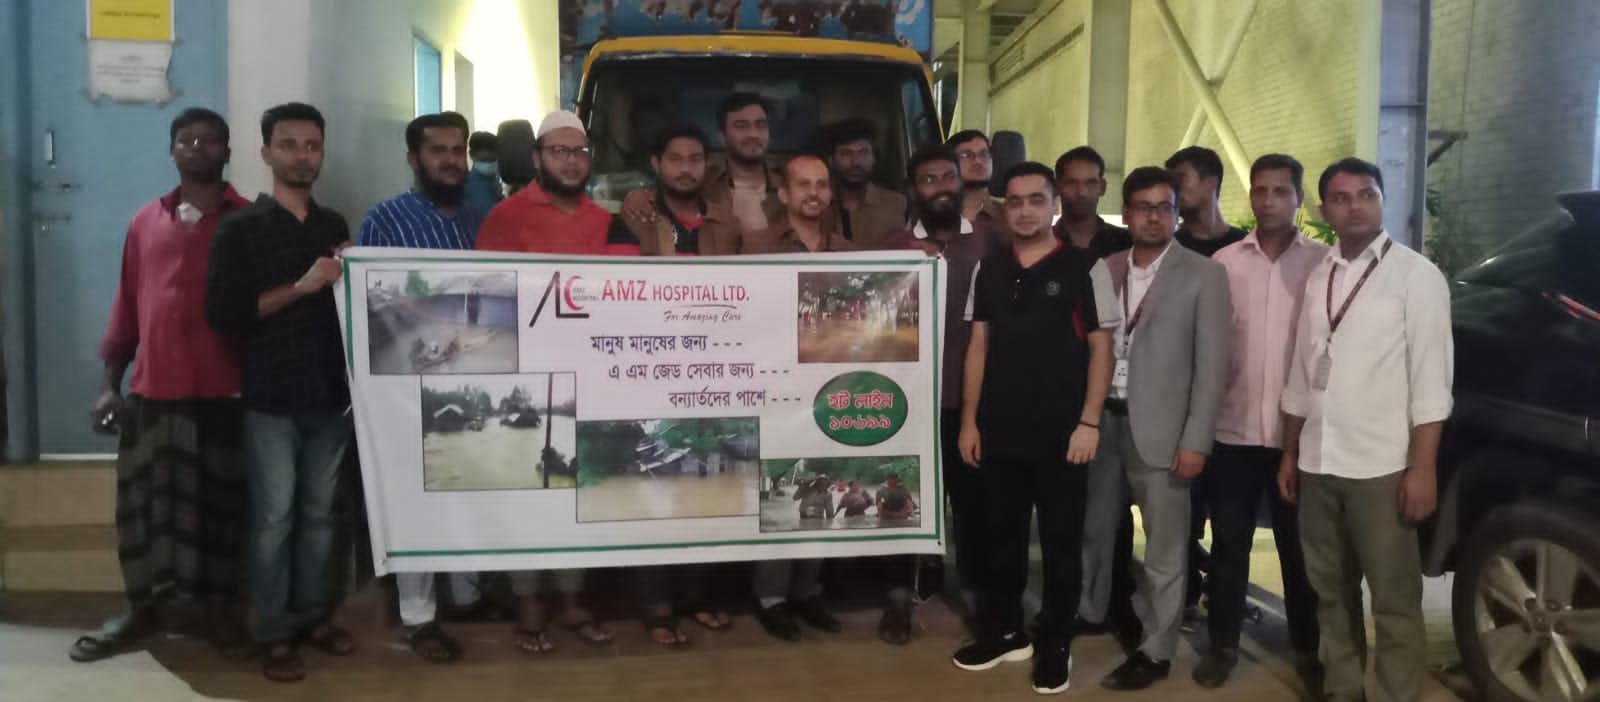 AMZ HOSPITAL LTD.
For Amazing Care
মানুষ মানুষের জন্য - - -
এ এম জেড সেবার জন্য - - -
বন্যার্তদের পাশে - - -
হট লাইন
১০৬৯৯